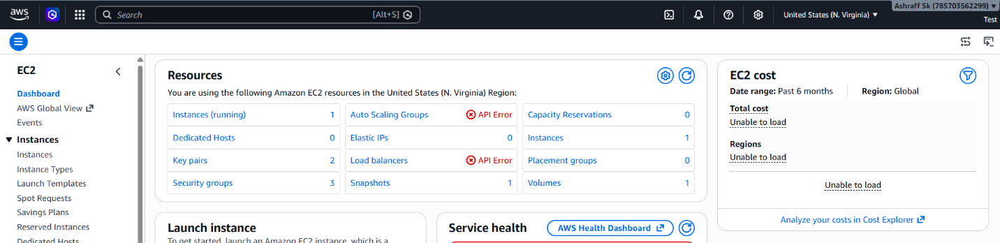 aws
Search
[Alt+S]
United States (N. Virginia)
Ashraff Sk (785703562299)
Test
EC2
Dashboard
AWS Global View
Events
Instances
Instances
Instance Types
Launch Templates
Spot Requests
Savings Plans
Reserved Instances
Dedicated Hosts
Resources
You are using the following Amazon EC2 resources in the United States (N. Virginia) Region:
Instances (running) 1
Auto Scaling Groups API Error
Capacity Reservations 0
Dedicated Hosts 0
Elastic IPs 0
Instances 1
Key pairs 2
Load balancers API Error
Placement groups 0
Security groups 3
Snapshots 1
Volumes 1
Launch instance
To get started, launch an Amazon EC2 instance, which is a
Service health
AWS Health Dashboard
EC2 cost
Date range: Past 6 months
Region: Global
Total cost
Unable to load
Regions
Unable to load
Unable to load
Analyze your costs in Cost Explorer